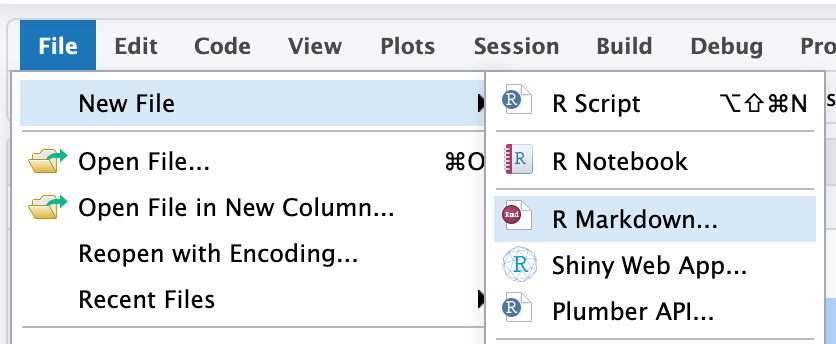 File Edit Code View Plots Session Build Debug
New File
Open File... ⌘O
Open File in New Column...
Reopen with Encoding...
Recent Files
R Script ⌥⇧⌘N
R Notebook
R Markdown...
Shiny Web App...
Plumber API...